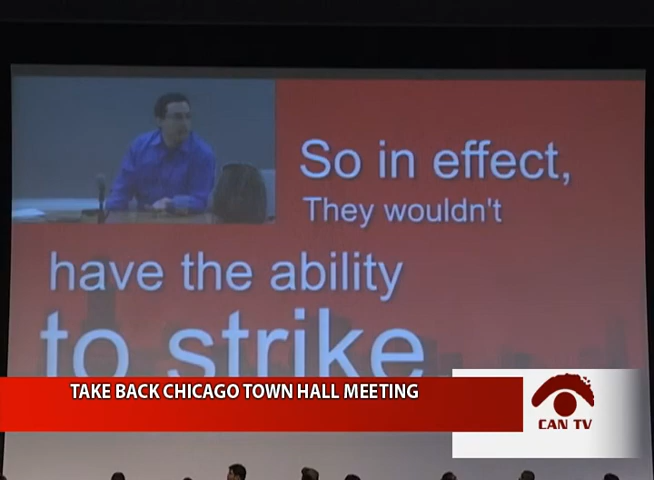 So in effect,
They wouldn't
have the ability
to strike
TAKE BACK CHICAGO TOWN HALL MEETING
CAN TV